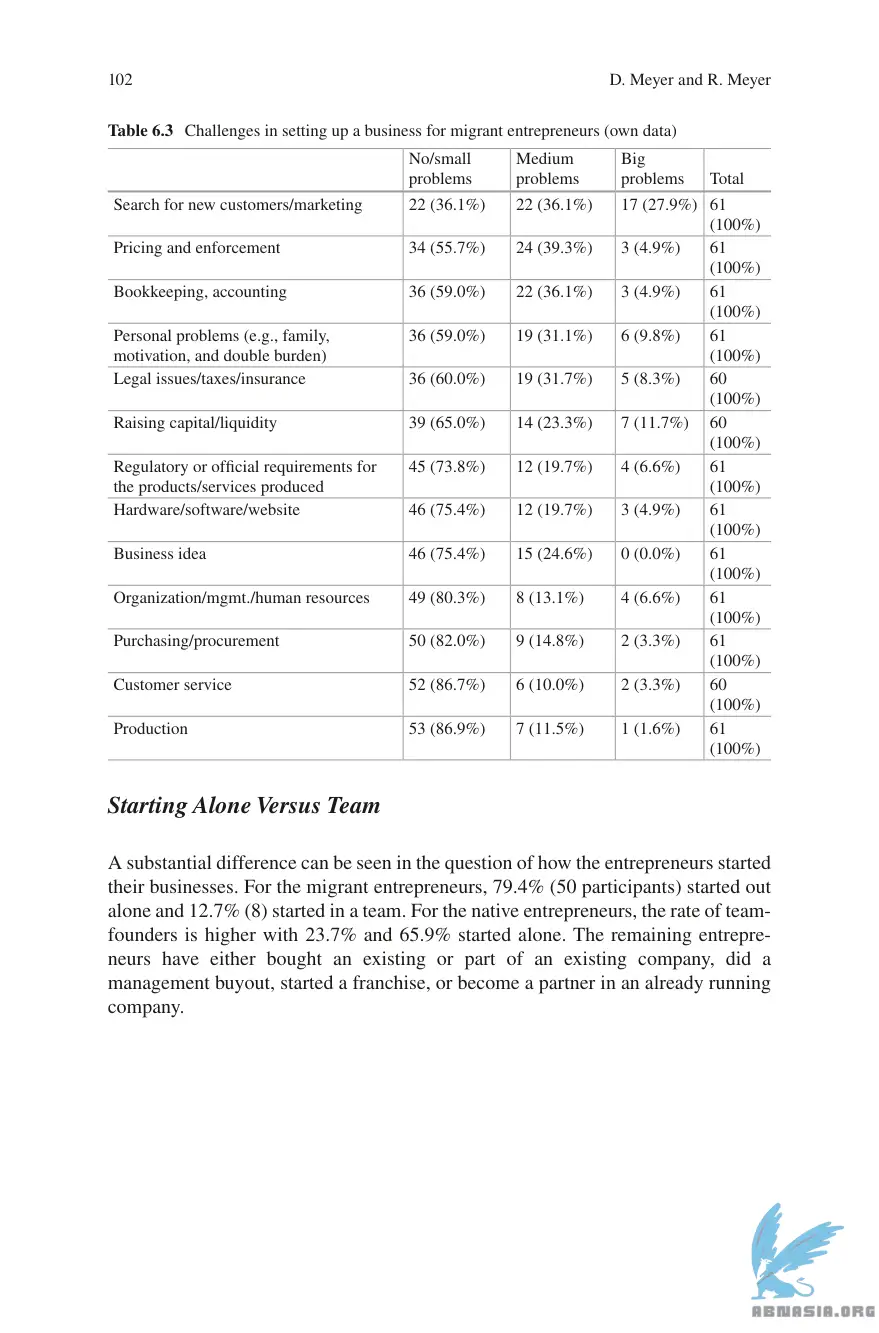 102 D. Meyer and R. Meyer
Table 6.3 Challenges in setting up a business for migrant entrepreneurs (own data)
No/small problems Medium problems Big problems Total
Search for new customers/marketing 22 (36.1%) 22 (36.1%) 17 (27.9%) 61 (100%)
Pricing and enforcement 34 (55.7%) 24 (39.3%) 3 (4.9%) 61 (100%)
Bookkeeping, accounting 36 (59.0%) 22 (36.1%) 3 (4.9%) 61 (100%)
Personal problems (e.g., family, motivation, and double burden) 36 (59.0%) 19 (31.1%) 6 (9.8%) 61 (100%)
Legal issues/taxes/insurance 36 (60.0%) 19 (31.7%) 5 (8.3%) 60 (100%)
Raising capital/liquidity 39 (65.0%) 14 (23.3%) 7 (11.7%) 60 (100%)
Regulatory or official requirements for the products/services produced 45 (73.8%) 12 (19.7%) 4 (6.6%) 61 (100%)
Hardware/software/website 46 (75.4%) 12 (19.7%) 3 (4.9%) 61 (100%)
Business idea 46 (75.4%) 15 (24.6%) 0 (0.0%) 61 (100%)
Organization/mgmt./human resources 49 (80.3%) 8 (13.1%) 4 (6.6%) 61 (100%)
Purchasing/procurement 50 (82.0%) 9 (14.8%) 2 (3.3%) 61 (100%)
Customer service 52 (86.7%) 6 (10.0%) 2 (3.3%) 60 (100%)
Production 53 (86.9%) 7 (11.5%) 1 (1.6%) 61 (100%)
Starting Alone Versus Team
A substantial difference can be seen in the question of how the entrepreneurs started
their businesses. For the migrant entrepreneurs, 79.4% (50 participants) started out
alone and 12.7% (8) started in a team. For the native entrepreneurs, the rate of team-
founders is higher with 23.7% and 65.9% started alone. The remaining entrepre-
neurs have either bought an existing or part of an existing company, did a
management buyout, started a franchise, or become a partner in an already running
company.
ABNASIA.ORG